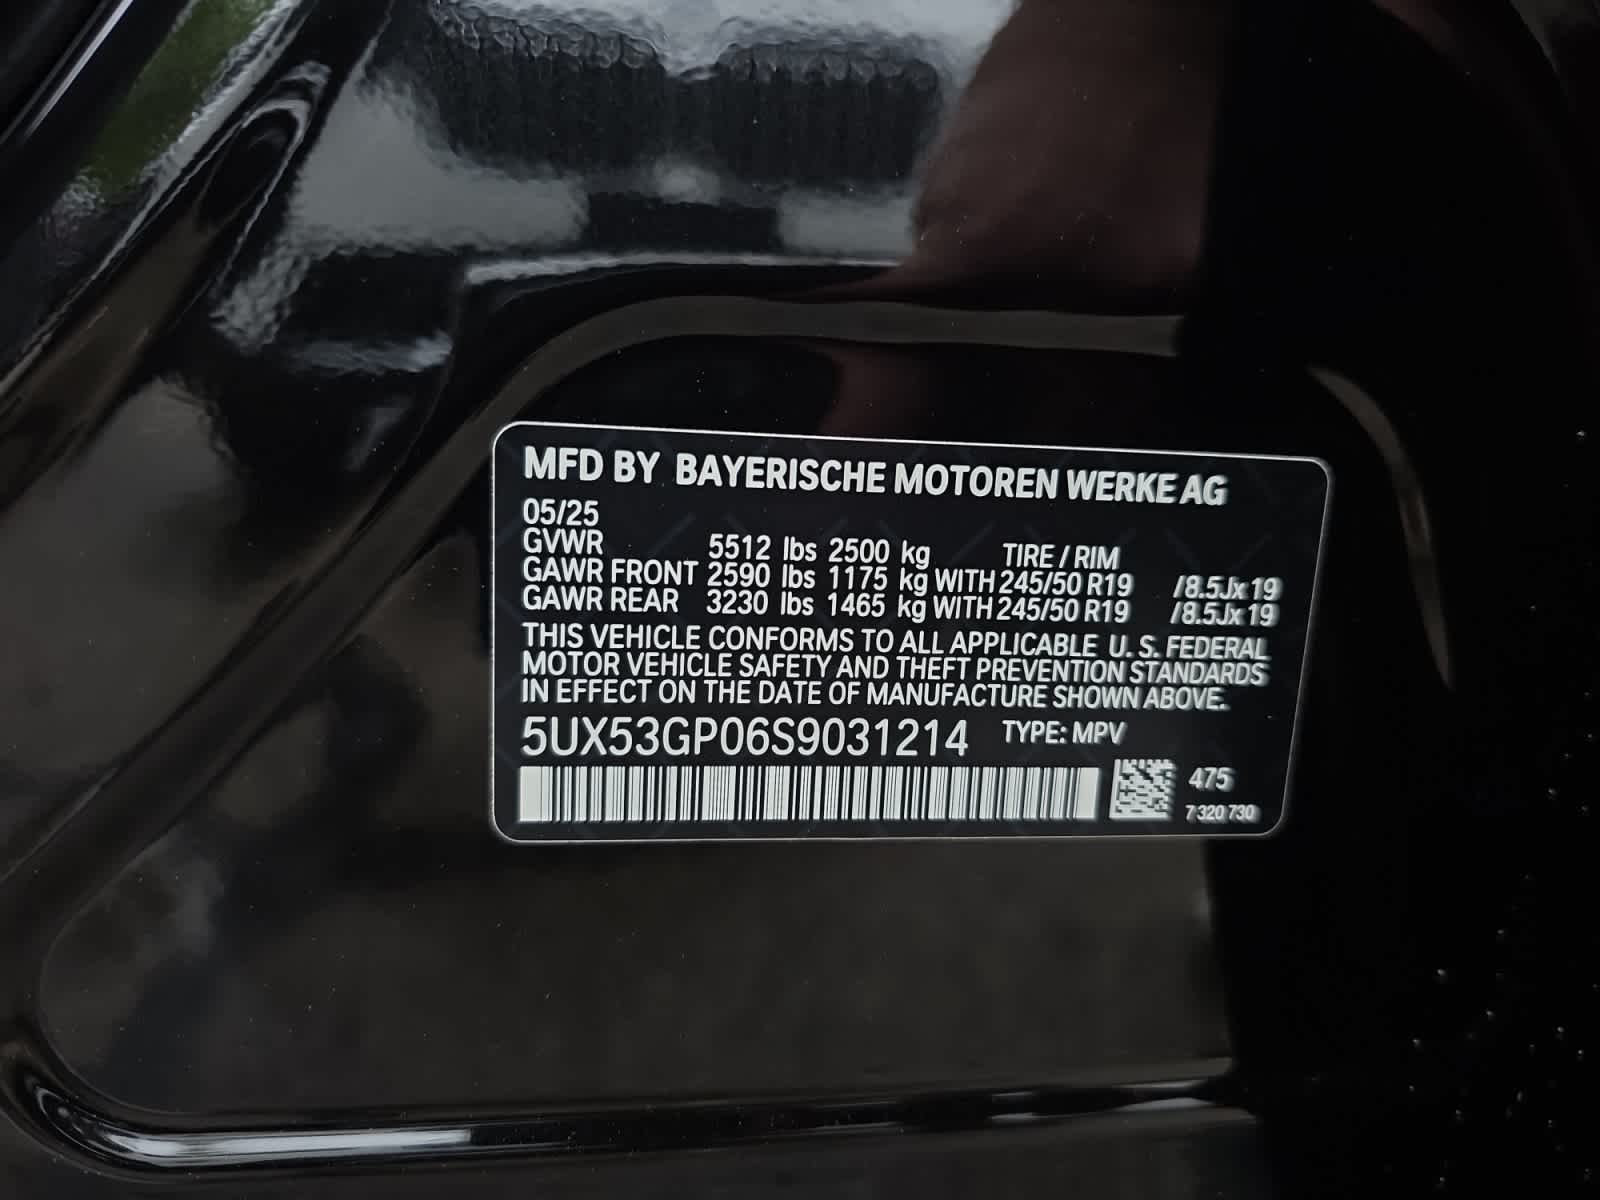 MFD BY BAYERISCHE MOTOREN WERKE AG
05/25
GVWR 5512 lbs 2500 kg TIRE / RIM
GAWR FRONT 2590 lbs 1175 kg WITH 245/50 R19 /8.5Jx19
GAWR REAR 3230 lbs 1465 kg WITH 245/50 R19 /8.5Jx19
THIS VEHICLE CONFORMS TO ALL APPLICABLE U. S. FEDERAL
MOTOR VEHICLE SAFETY AND THEFT PREVENTION STANDARDS
IN EFFECT ON THE DATE OF MANUFACTURE SHOWN ABOVE.
5UX53GP06S9031214 TYPE: MPV
475
7 320 730